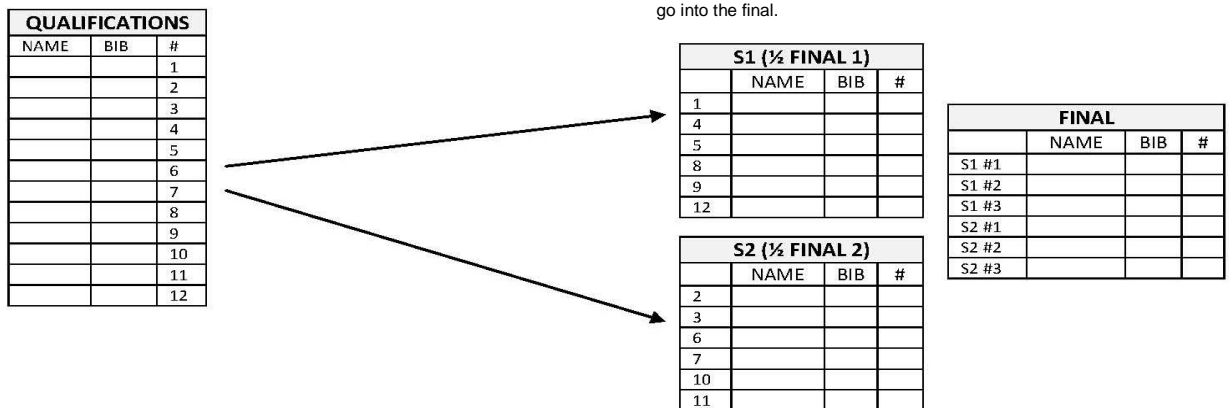 go into the final.
QUALIFICATIONS
NAME BIB #
1
2
3
4
5
6
7
8
9
10
11
12
S1 (½ FINAL 1)
NAME BIB #
1
4
5
8
9
12
S2 (½ FINAL 2)
NAME BIB #
2
3
6
7
10
11
FINAL
NAME BIB #
S1 #1
S1 #2
S1 #3
S2 #1
S2 #2
S2 #3